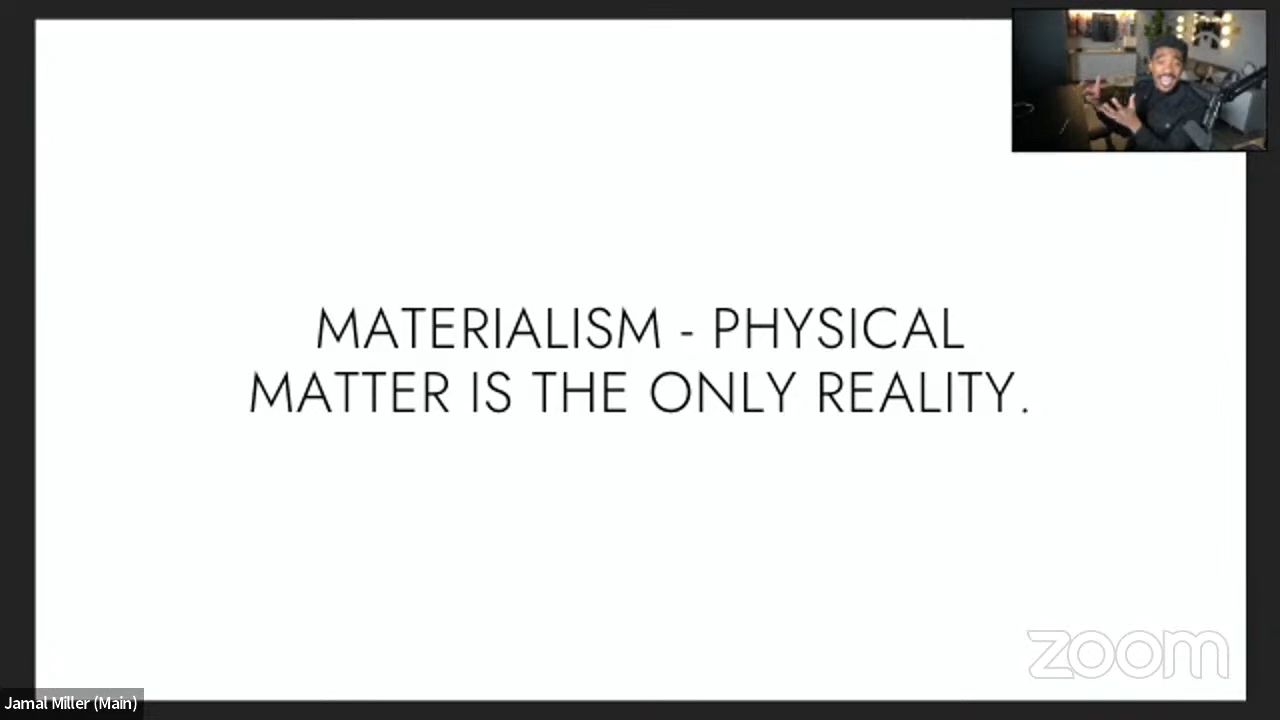 MATERIALISM - PHYSICAL
MATTER IS THE ONLY REALITY.
zoom
Jamal Miller (Main)